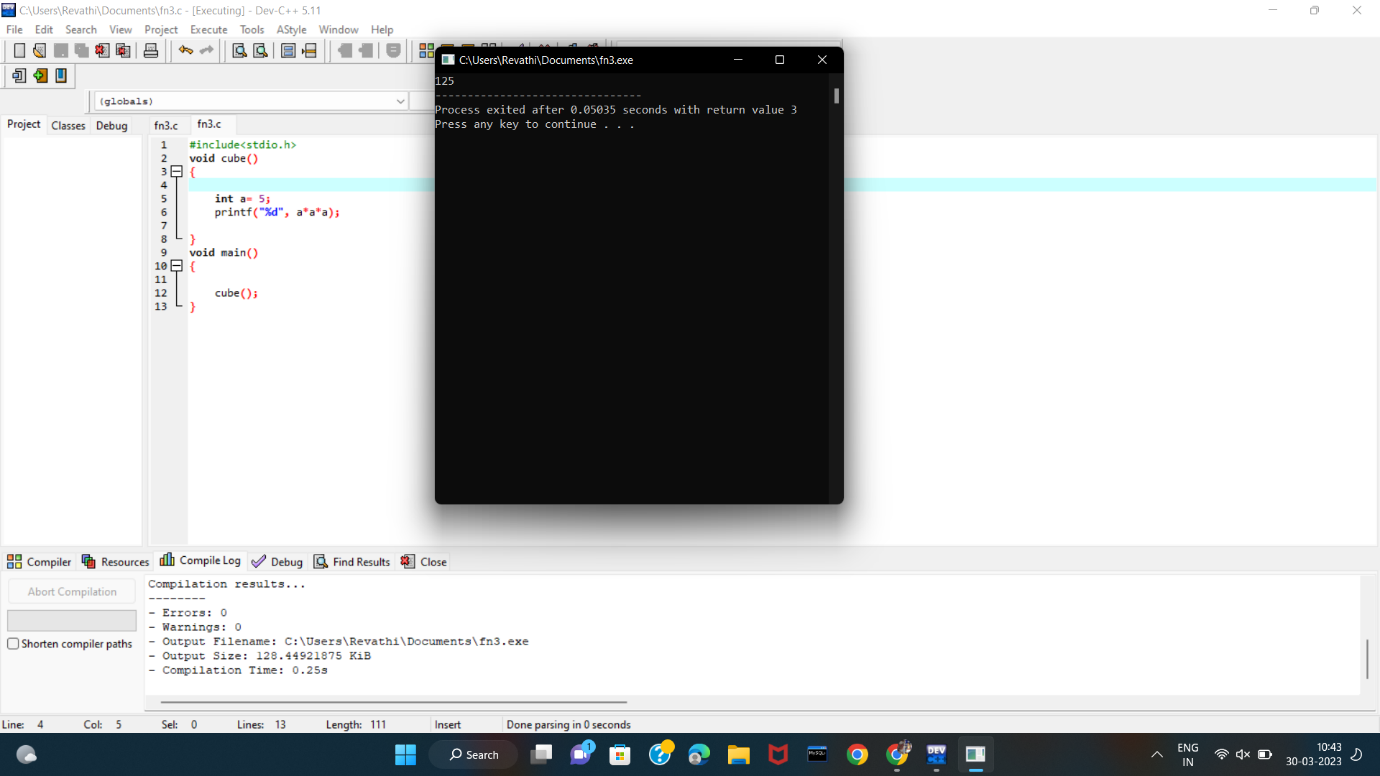 C:\Users\Revathi\Documents\fn3.c - [Executing] - Dev-C++ 5.11
File Edit Search View Project Execute Tools AStyle Window Help
(globals)
Project Classes Debug
fn3.c fn3.c
1 #include<stdio.h>
2 void cube()
3 {
4
5 int a= 5;
6 printf("%d", a*a*a);
7
8 }
9 void main()
10 {
11
12 cube();
13 }
C:\Users\Revathi\Documents\fn3.exe
125
--------------------------------
Process exited after 0.05035 seconds with return value 3
Press any key to continue . . .
Compiler Resources Compile Log Debug Find Results Close
Abort Compilation
Shorten compiler paths
Compilation results...
--------
- Errors: 0
- Warnings: 0
- Output Filename: C:\Users\Revathi\Documents\fn3.exe
- Output Size: 128.44921875 KiB
- Compilation Time: 0.25s
Line: 4 Col: 5 Sel: 0 Lines: 13 Length: 111 Insert Done parsing in 0 seconds
Search
1
DEV
ENG
IN
10:43
30-03-2023